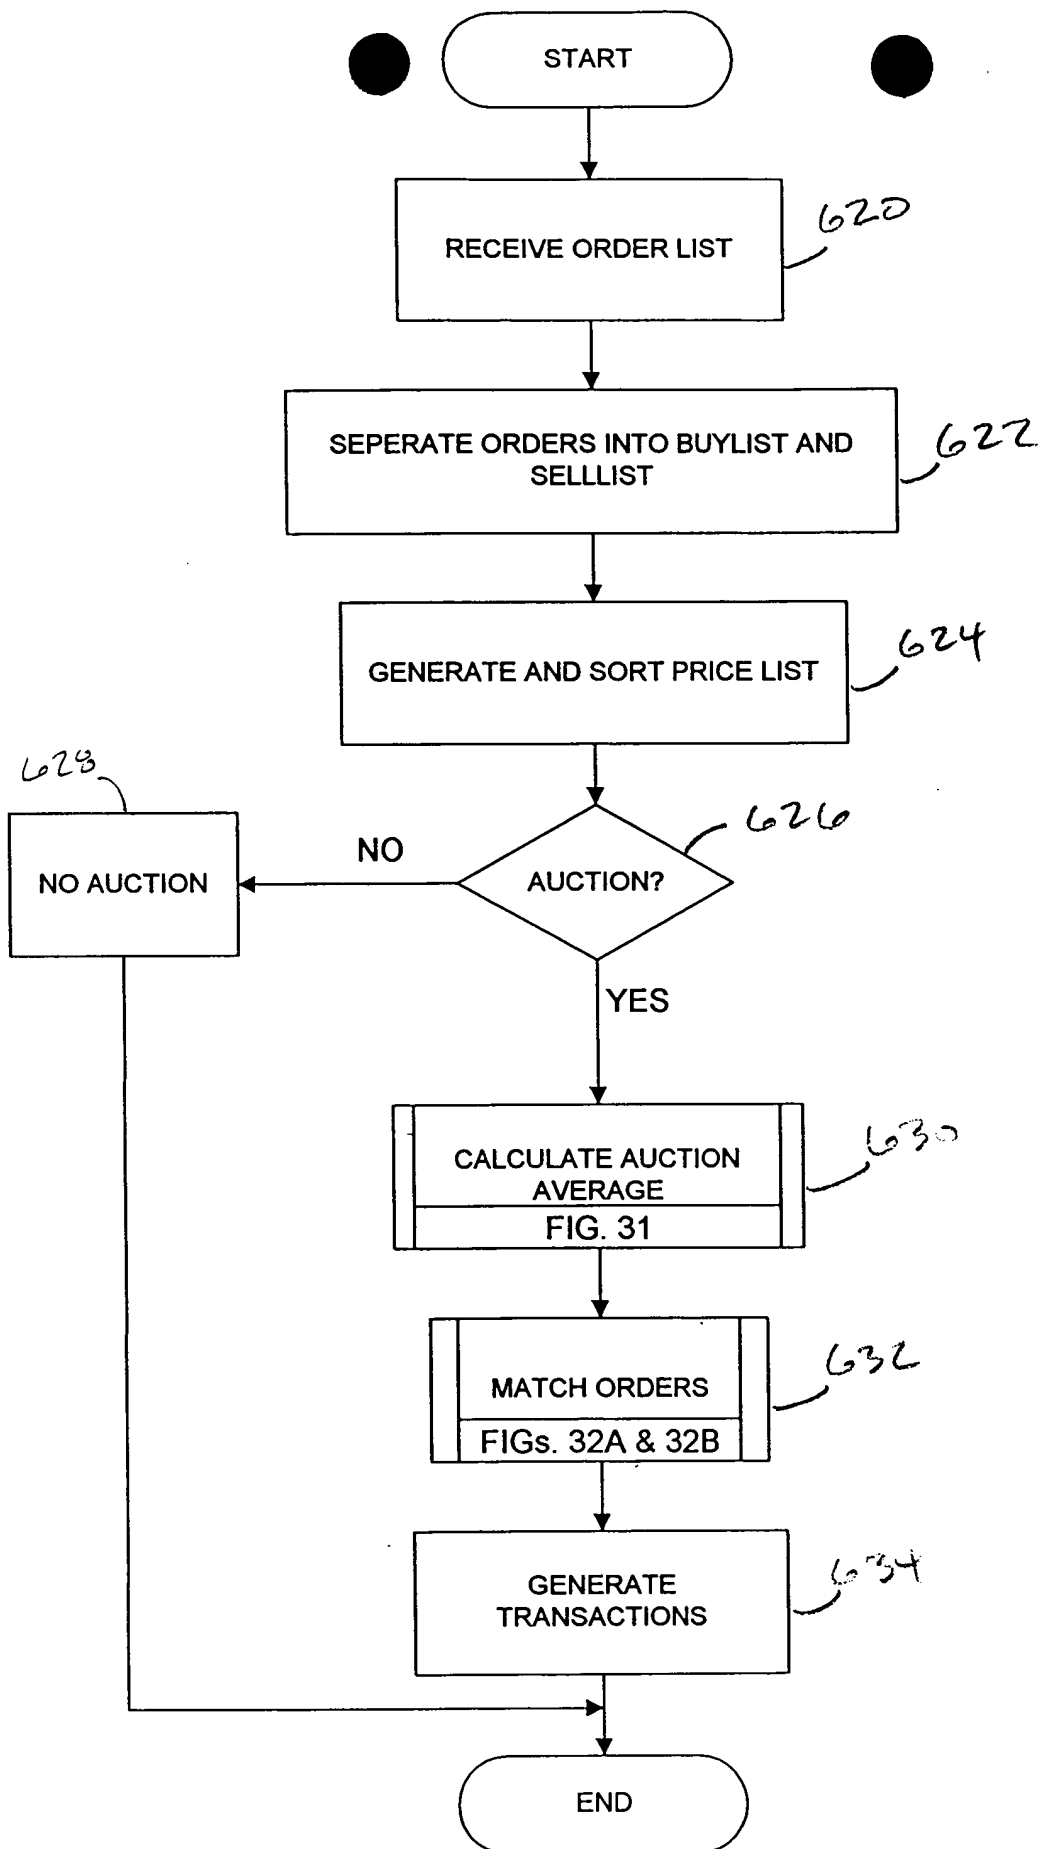 START
RECEIVE ORDER LIST
620
SEPERATE ORDERS INTO BUYLIST AND
SELLLIST
622
GENERATE AND SORT PRICE LIST
624
628
626
NO
NO AUCTION
AUCTION?
YES
630
CALCULATE AUCTION
AVERAGE
FIG. 31
632
MATCH ORDERS
FIGs. 32A & 32B
634
GENERATE
TRANSACTIONS
END